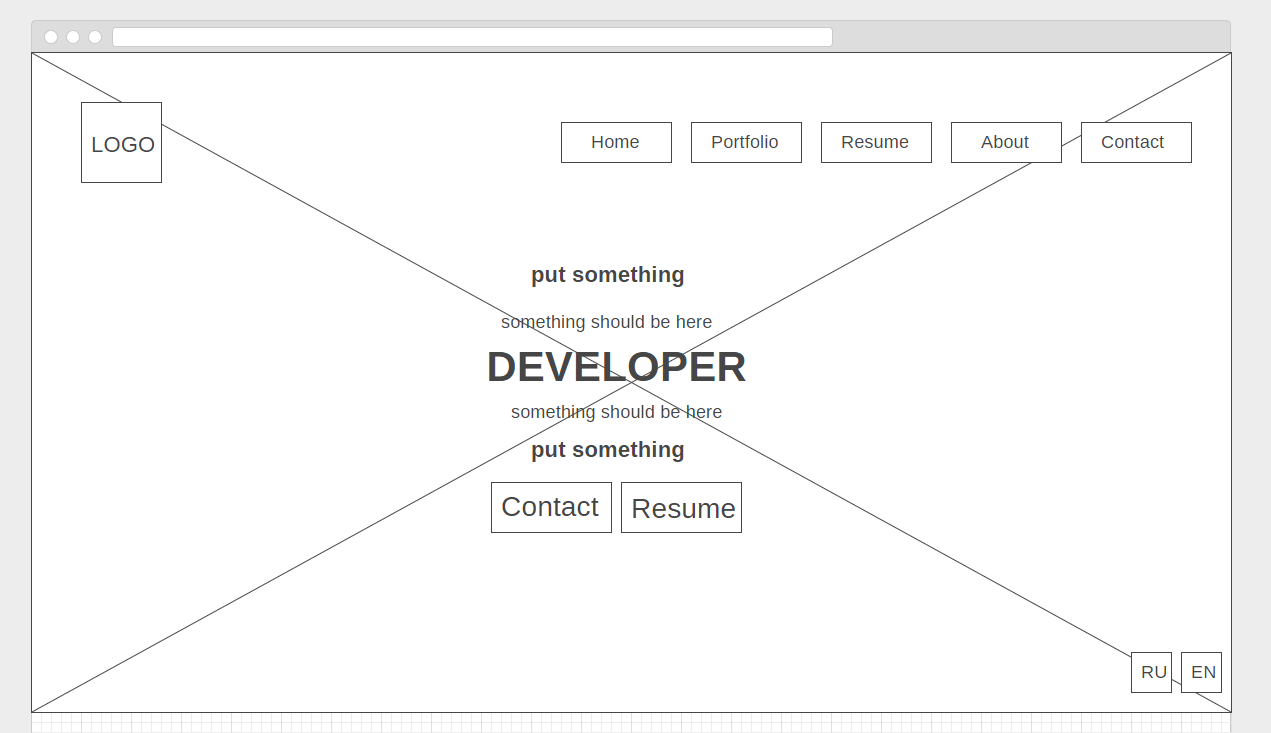 LOGO
Home Portfolio Resume About Contact
put something
something should be here
DEVELOPER
something should be here
put something
Contact Resume
RU EN